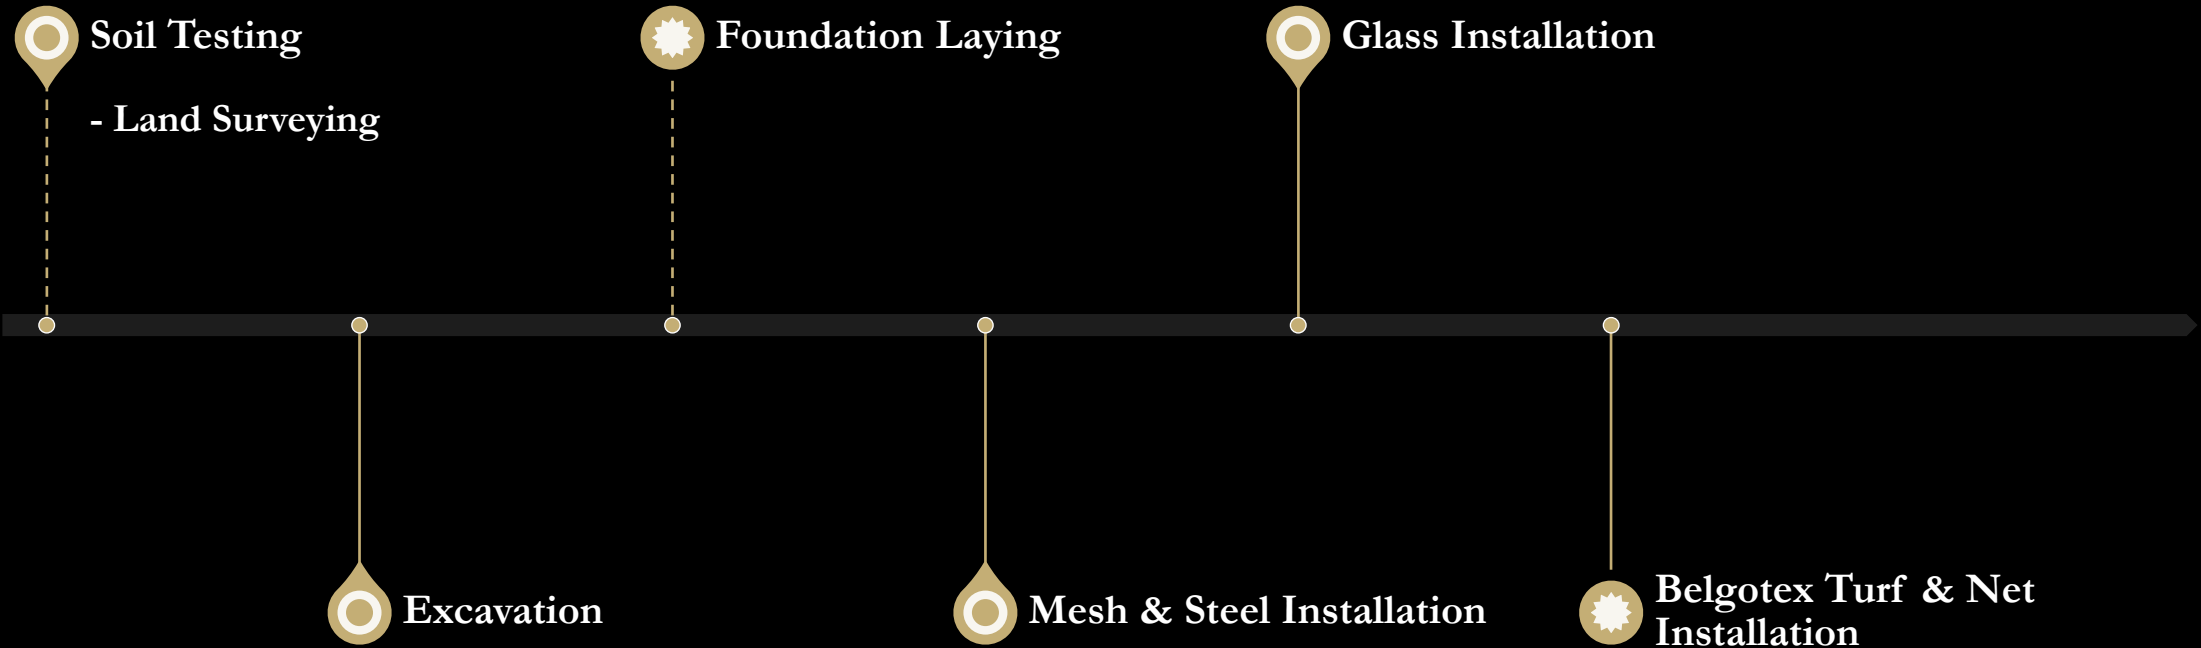 Soil Testing
- Land Surveying
Foundation Laying
Glass Installation
Excavation
Mesh & Steel Installation
Belgotex Turf & Net
Installation